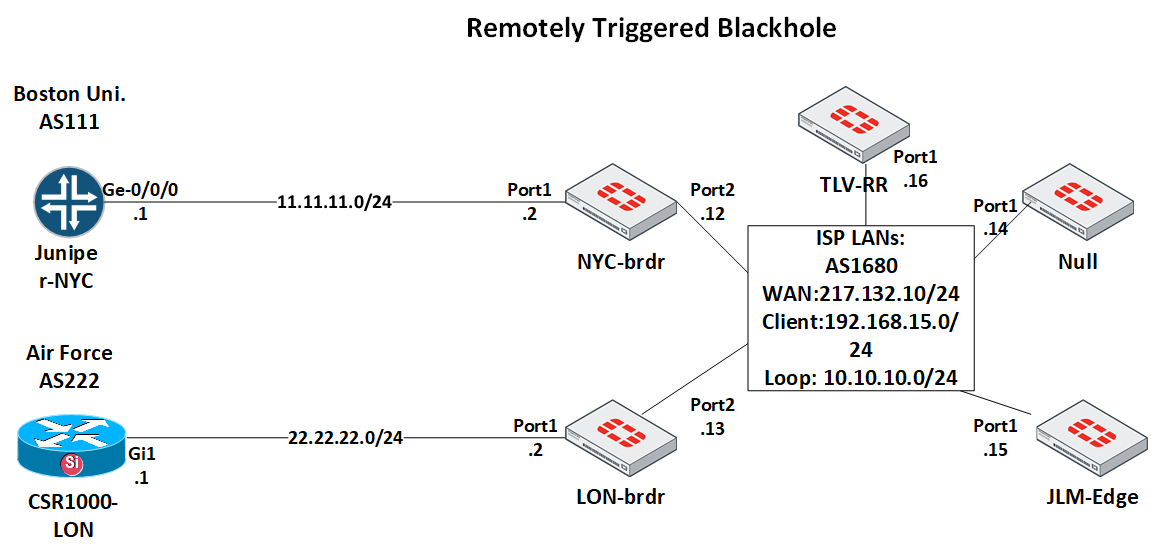 Remotely Triggered Blackhole
Boston Uni.
AS111
Ge-0/0/0
.1
Junipe
r-NYC
11.11.11.0/24
Port1
.2
NYC-brdr
Port2
.12
TLV-RR
Port1
.16
Port1
.14
Null
ISP LANs:
AS1680
WAN:217.132.10/24
Client:192.168.15.0/
24
Loop: 10.10.10.0/24
Air Force
AS222
Si
Gi1
.1
CSR1000-
LON
22.22.22.0/24
Port1
.2
LON-brdr
Port2
.13
Port1
.15
JLM-Edge